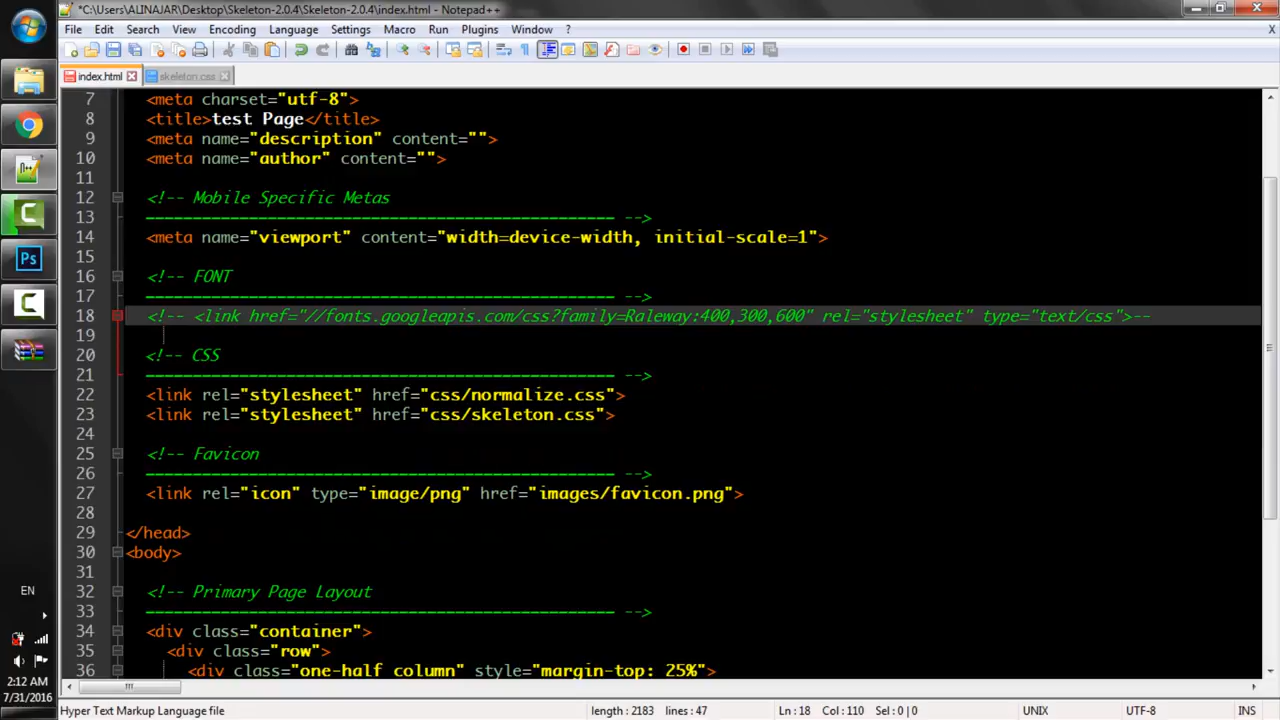 *C:\Users\ALINAJAR\Desktop\Skeleton-2.0.4\Skeleton-2.0.4\index.html - Notepad++
File Edit Search View Encoding Language Settings Macro Run Plugins Window ? X
index.html skeleton.css
7 <meta charset="utf-8">
8 <title>test Page</title>
9 <meta name="description" content="">
10 <meta name="author" content="">
11
12 <!-- Mobile Specific Metas
13 –––––––––––––––––––––––––––––––––––––––––––––––––– -->
14 <meta name="viewport" content="width=device-width, initial-scale=1">
15
16 <!-- FONT
17 –––––––––––––––––––––––––––––––––––––––––––––––––– -->
18 <!-- <link href="//fonts.googleapis.com/css?family=Raleway:400,300,600" rel="stylesheet" type="text/css">--
19
20 <!-- CSS
21 –––––––––––––––––––––––––––––––––––––––––––––––––– -->
22 <link rel="stylesheet" href="css/normalize.css">
23 <link rel="stylesheet" href="css/skeleton.css">
24
25 <!-- Favicon
26 –––––––––––––––––––––––––––––––––––––––––––––––––– -->
27 <link rel="icon" type="image/png" href="images/favicon.png">
28
29 </head>
30 <body>
31
32 <!-- Primary Page Layout
33 –––––––––––––––––––––––––––––––––––––––––––––––––– -->
34 <div class="container">
35 <div class="row">
36 <div class="one-half column" style="margin-top: 25%">
Ps
EN
2:12 AM
7/31/2016
Hyper Text Markup Language file length : 2183 lines : 47 Ln : 18 Col : 110 Sel : 0 | 0 UNIX UTF-8 INS